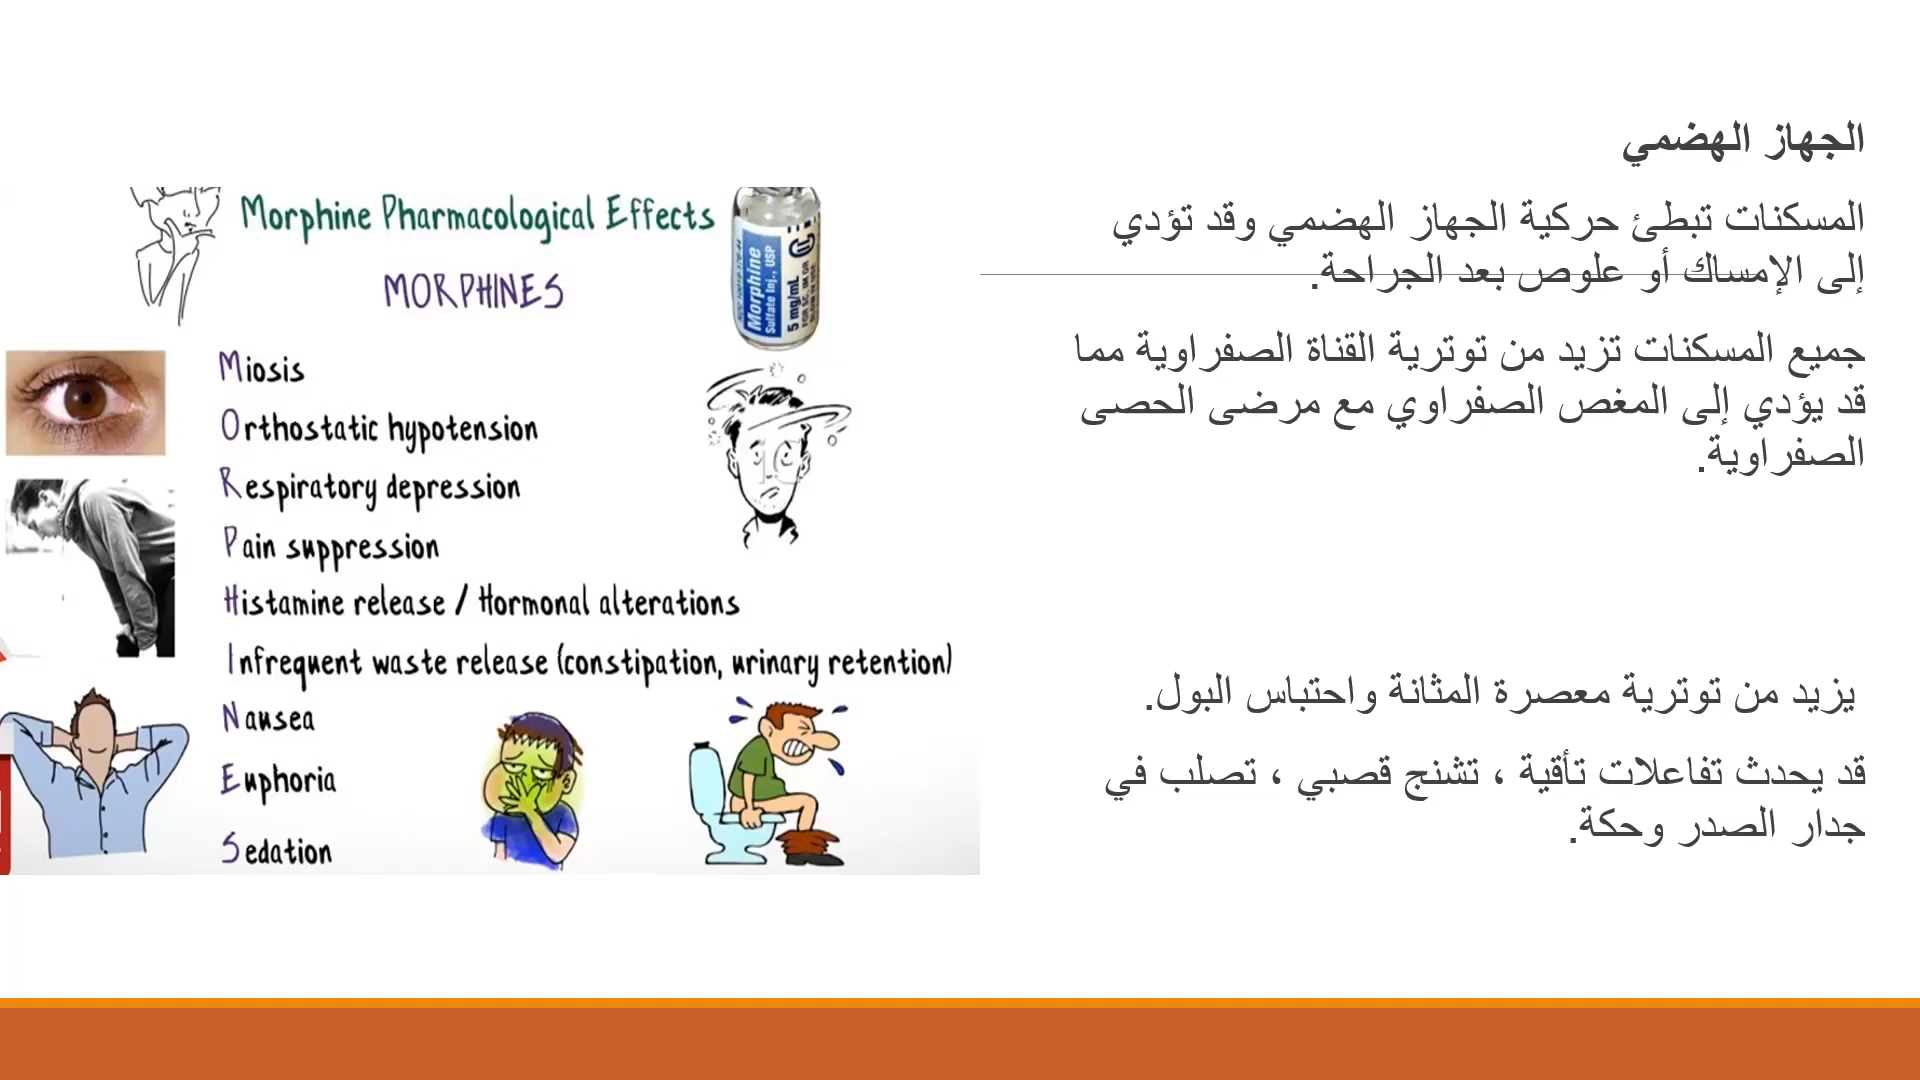 الجهاز الهضمي
المسكنات تبطئ حركية الجهاز الهضمي وقد تؤدي
إلى الإمساك أو علوص بعد الجراحة.
جميع المسكنات تزيد من توترية القناة الصفراوية مما
قد يؤدي إلى المغص الصفراوي مع مرضى الحصى
الصفراوية.
يزيد من توترية معصرة المثانة واحتباس البول.
قد يحدث تفاعلات تأقية ، تشنج قصبي ، تصلب في
جدار الصدر وحكة.
Morphine Pharmacological Effects
MORPHINES
Miosis
Orthostatic hypotension
Respiratory depression
Pain suppression
Histamine release / Hormonal alterations
Infrequent waste release (constipation, urinary retention)
Nausea
Euphoria
Sedation
Morphine
Sulfate Inj., USP
5 mg/mL